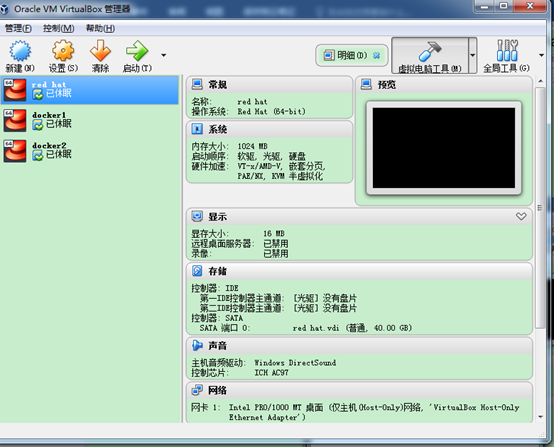 Oracle VM VirtualBox 管理器
管理(F) 控制(M) 帮助(H)
新建(N) 设置(S) 清除 启动(T) 明细(D) 虚拟电脑工具(M) 全局工具(G)
64 red hat
已休眠
64 docker1
已休眠
64 docker2
已休眠
常规
名称: red hat
操作系统: Red Hat (64-bit)
系统
内存大小: 1024 MB
启动顺序: 软驱, 光驱, 硬盘
硬件加速: VT-x/AMD-V, 嵌套分页,
PAE/NX, KVM 半虚拟化
预览
显示
显存大小: 16 MB
远程桌面服务器: 已禁用
录像: 已禁用
存储
控制器: IDE
第一IDE控制器主通道: [光驱] 没有盘片
第二IDE控制器主通道: [光驱] 没有盘片
控制器: SATA
SATA 端口 0: red hat.vdi (普通, 40.00 GB)
声音
主机音频驱动: Windows DirectSound
控制芯片: ICH AC97
网络
网卡 1: Intel PRO/1000 MT 桌面 (仅主机(Host-Only)网络, 'VirtualBox Host-Only
Ethernet Adapter')